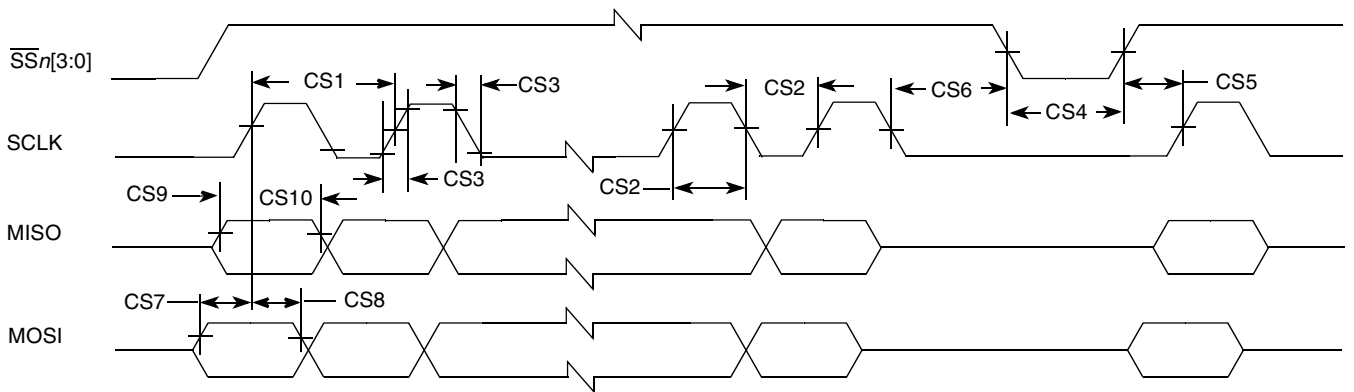 SSn[3:0]
CS1
CS3
CS2
CS6
CS5
CS4
SCLK
CS3
CS2
CS9
CS10
MISO
CS7
CS8
MOSI